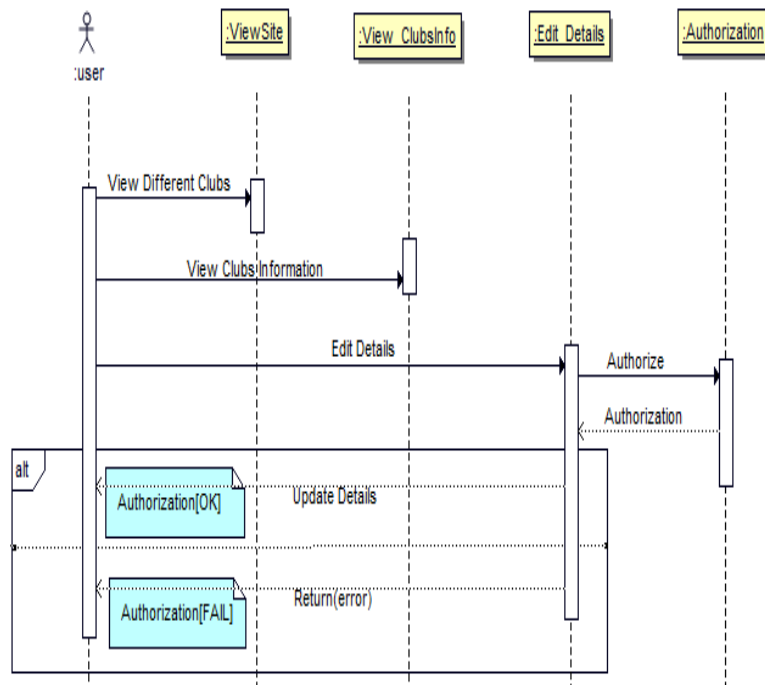 :user
:ViewSite
:View_ClubsInfo
:Edit_Details
:Authorization
View Different Clubs
View Clubs Information
Edit Details
Authorize
Authorization
alt
Authorization[OK]
Update Details
Authorization[FAIL]
Return(error)